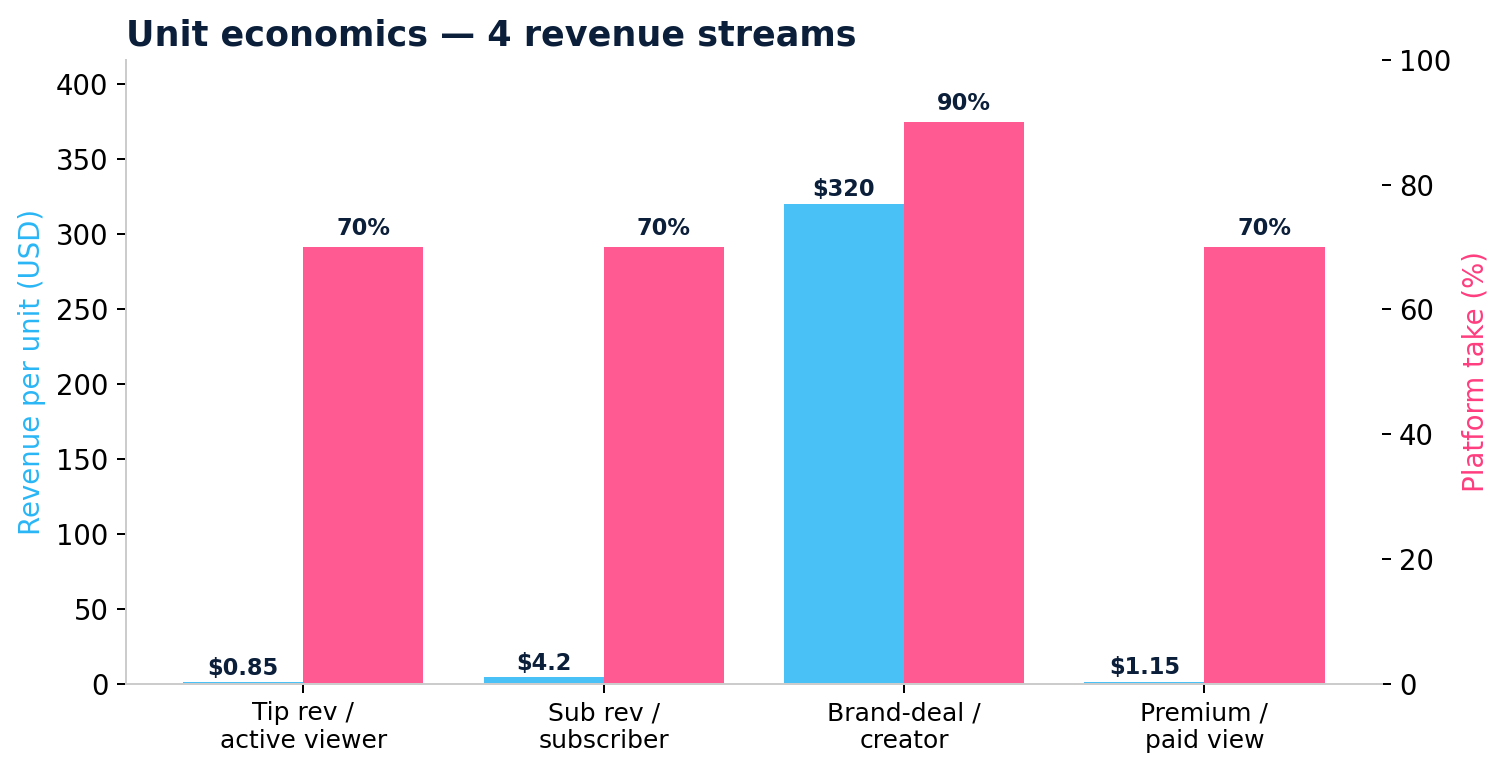 Unit economics — 4 revenue streams
Revenue per unit (USD)
400
350
300
250
200
150
100
50
0
$0.85
70%
$4.2
70%
$320
90%
$1.15
70%
100
80
60
40
20
0
Platform take (%)
Tip rev /
active viewer
Sub rev /
subscriber
Brand-deal /
creator
Premium /
paid view